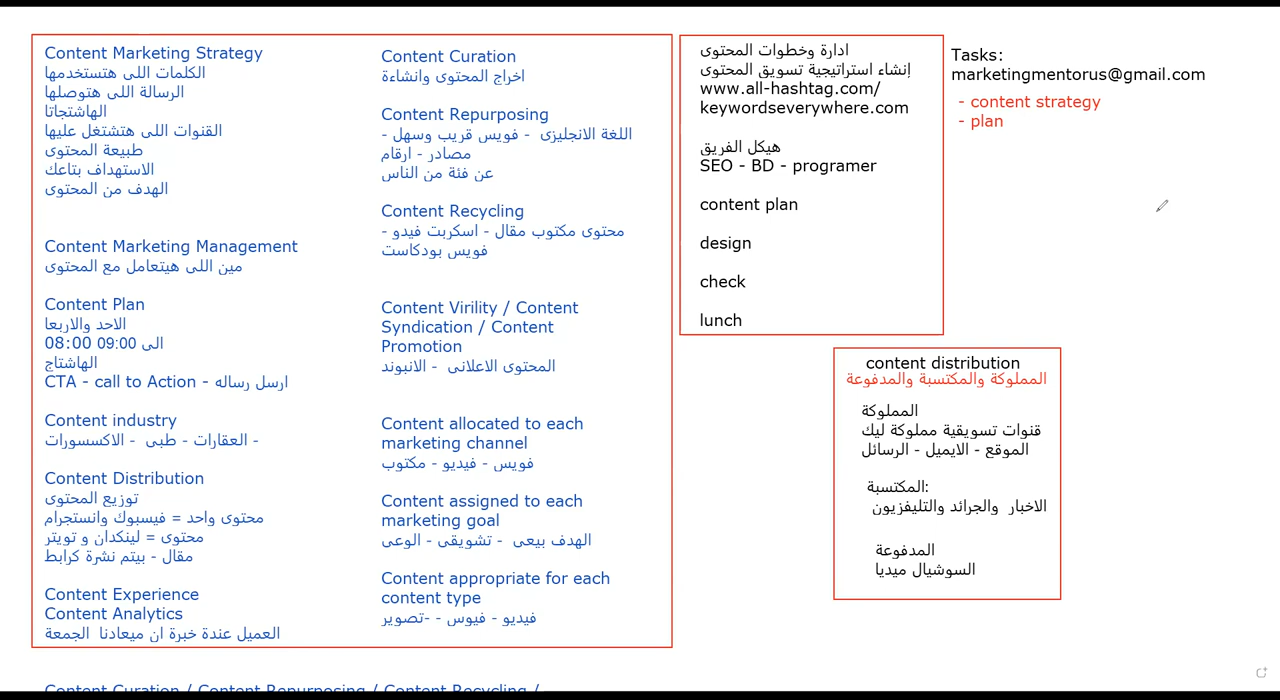 Content Marketing Strategy
الكلمات اللى هتستخدمها
الرسالة اللى هتوصلها
الهاشتجاتا
القنوات اللى هتشتغل عليها
طبيعة المحتوى
الاستهداف بتاعك
الهدف من المحتوى
Content Marketing Management
مين اللى هيتعامل مع المحتوى
Content Plan
الاحد والاربعا
08:00 الى 09:00
الهاشتاج
CTA - call to Action - ارسل رساله
Content industry
- العقارات - طبى - الاكسسورات
Content Distribution
توزيع المحتوى
محتوى واحد = فيسبوك وانستجرام
محتوى = لينكدان و تويتر
مقال - بيتم نشرة كرابط
Content Experience
Content Analytics
العميل عندة خبرة ان ميعادنا الجمعة
Content Curation
اخراج المحتوى وانشاءة
Content Repurposing
اللغة الانجليزى - فويس قريب وسهل -
مصادر - ارقام
عن فئة من الناس
Content Recycling
محتوى مكتوب مقال - اسكربت فيدو -
فويس بودكاست
Content Virility / Content
Syndication / Content
Promotion
المحتوى الاعلانى - الانبوند
Content allocated to each
marketing channel
فويس - فيديو - مكتوب
Content assigned to each
marketing goal
الهدف بيعى - تشويقى - الوعى
Content appropriate for each
content type
فيديو - فيوس - -تصوير
ادارة وخطوات المحتوى
إنشاء استراتيجية تسويق المحتوى
www.all-hashtag.com/
keywordseverywhere.com
هيكل الفريق
SEO - BD - programer
content plan
design
check
lunch
Tasks:
marketingmentorus@gmail.com
- content strategy
- plan
content distribution
المملوكة والمكتسبة والمدفوعة
المملوكة
قنوات تسويقية مملوكة ليك
الموقع - الايميل - الرسائل
المكتسبة:
الاخبار والجرائد والتليفزيون
المدفوعة
السوشيال ميديا
Content Curation / Content Repurposing / Content Recycling /